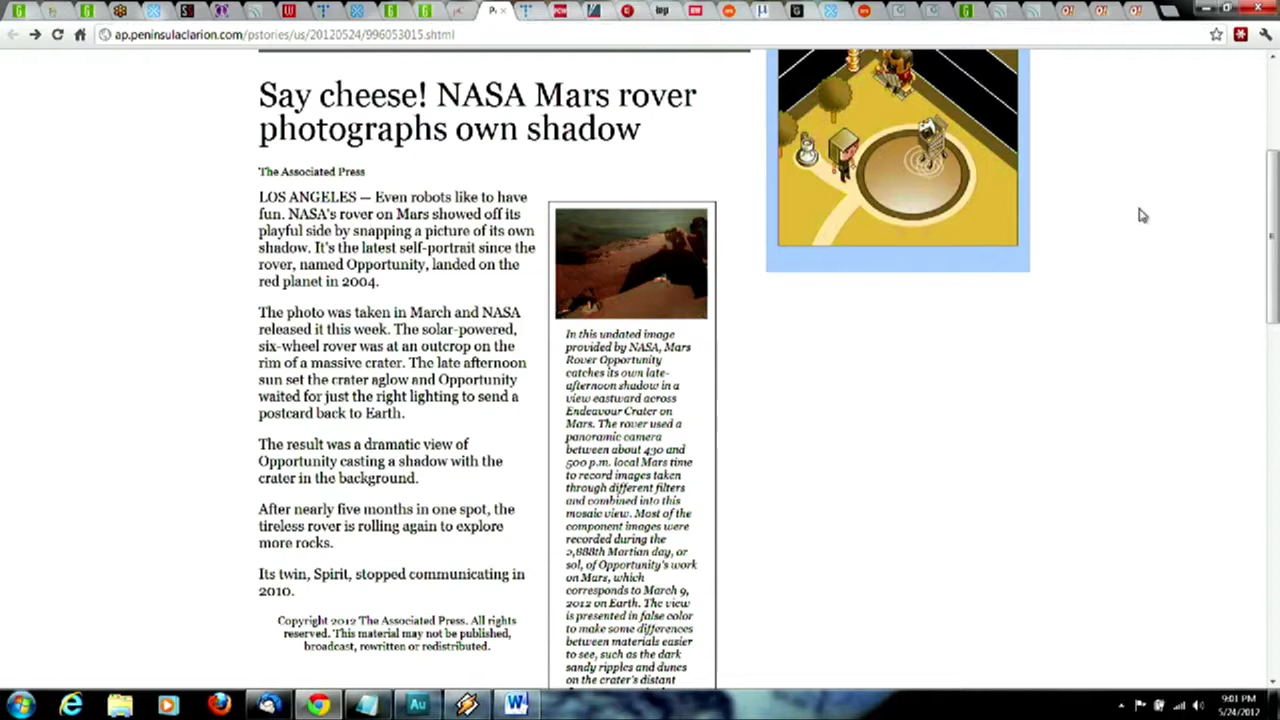 ap.peninsulaclarion.com/pstories/us/20120524/996053015.shtml
Say cheese! NASA Mars rover
photographs own shadow
The Associated Press
LOS ANGELES — Even robots like to have
fun. NASA's rover on Mars showed off its
playful side by snapping a picture of its own
shadow. It's the latest self-portrait since the
rover, named Opportunity, landed on the
red planet in 2004.
The photo was taken in March and NASA
released it this week. The solar-powered,
six-wheel rover was at an outcrop on the
rim of a massive crater. The late afternoon
sun set the crater aglow and Opportunity
waited for just the right lighting to send a
postcard back to Earth.
The result was a dramatic view of
Opportunity casting a shadow with the
crater in the background.
After nearly five months in one spot, the
tireless rover is rolling again to explore
more rocks.
Its twin, Spirit, stopped communicating in
2010.
Copyright 2012 The Associated Press. All rights
reserved. This material may not be published,
broadcast, rewritten or redistributed.
In this undated image
provided by NASA, Mars
Rover Opportunity
catches its own late-
afternoon shadow in a
view eastward across
Endeavour Crater on
Mars. The rover used a
panoramic camera
between about 4:30 and
5:00 p.m. local Mars time
to record images taken
through different filters
and combined into this
mosaic view. Most of the
component images were
recorded during the
2,888th Martian day, or
sol, of Opportunity's work
on Mars, which
corresponds to March 9,
2012 on Earth. The view
is presented in false color
to make some differences
between materials easier
to see, such as the dark
sandy ripples and dunes
on the crater's distant
Au
W
9:01 PM
5/24/2012